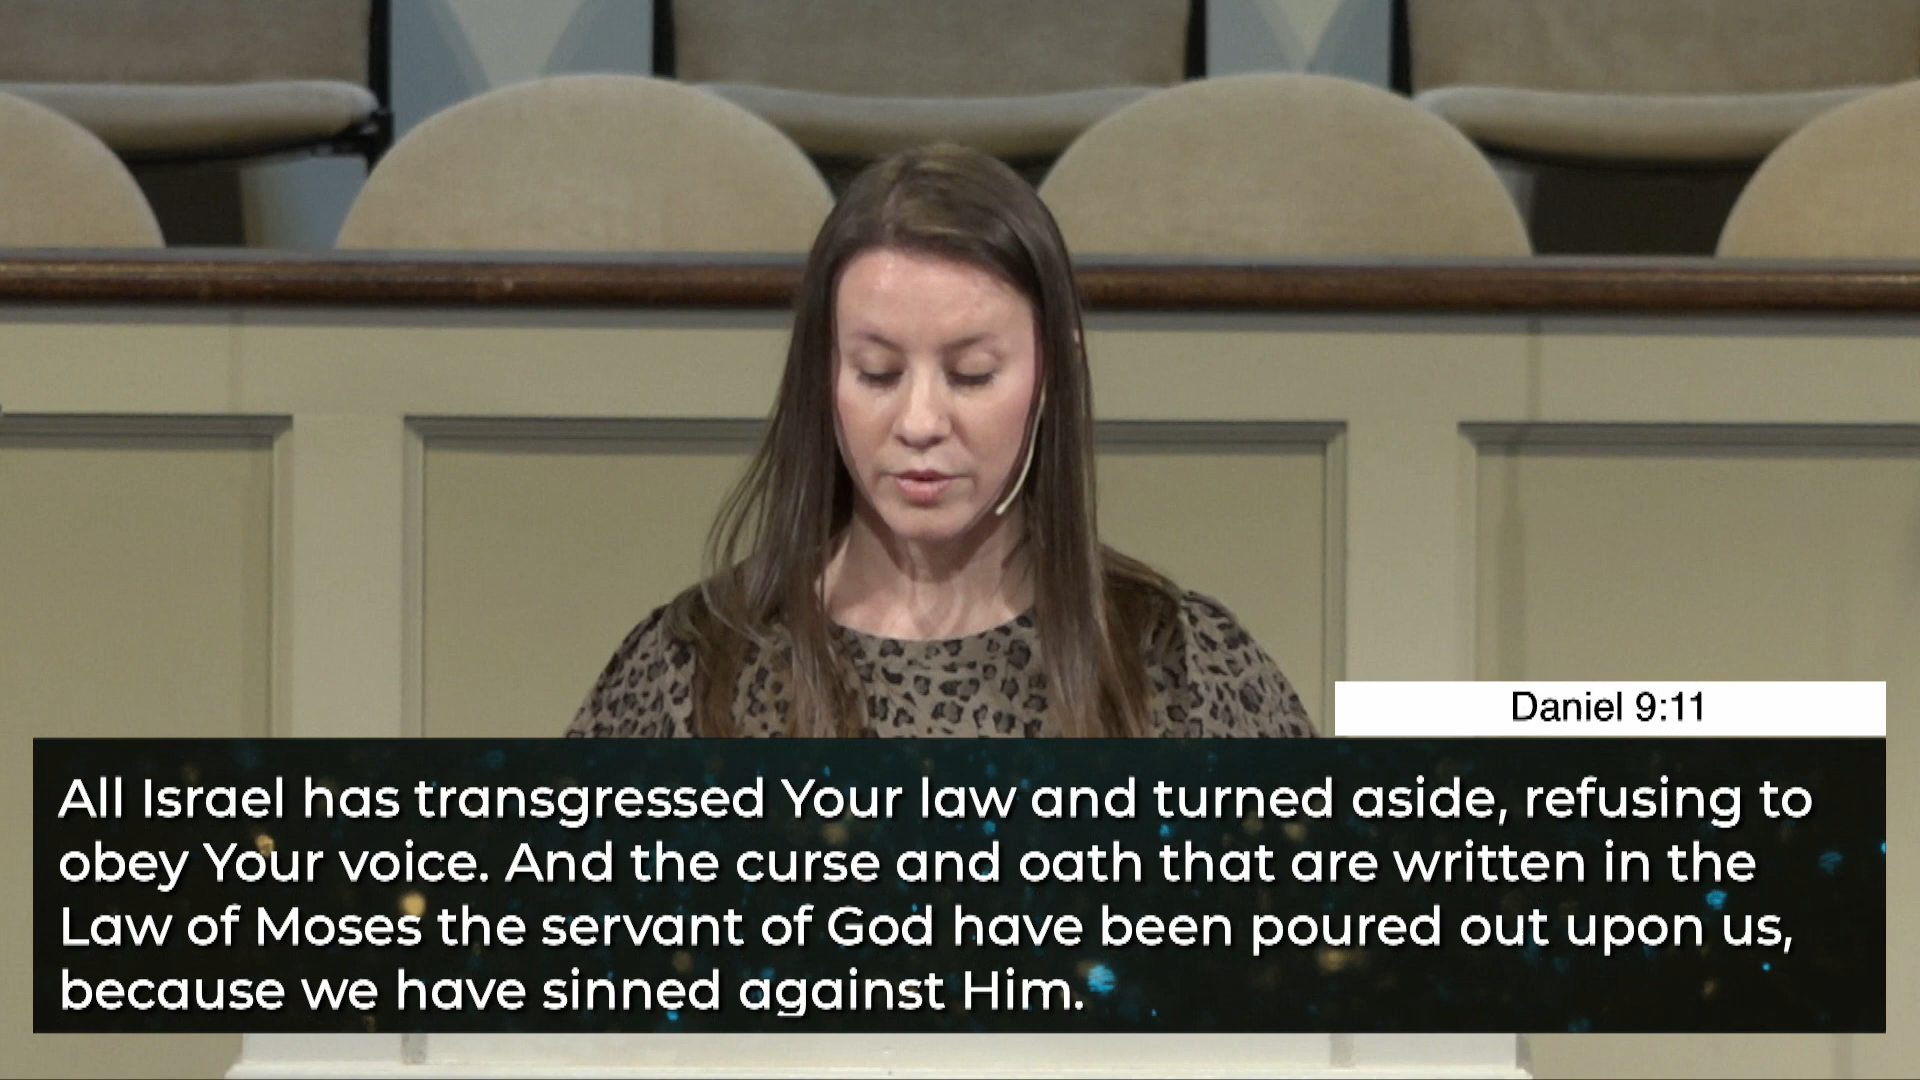 Daniel 9:11
All Israel has transgressed Your law and turned aside, refusing to
obey Your voice. And the curse and oath that are written in the
Law of Moses the servant of God have been poured out upon us,
because we have sinned against Him.